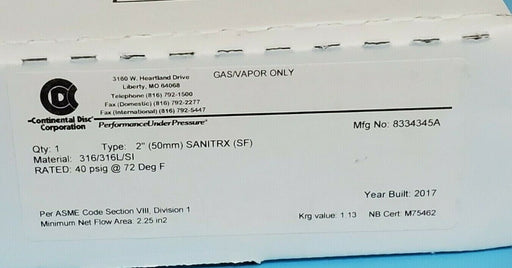 3160 W. Heartland Drive
Liberty, MO 64068
Telephone (816) 792-1500
Fax (Domestic) (816) 792-2277
Fax (International) (816) 792-5447
GAS/VAPOR ONLY
CDC
Continental Disc
Corporation
PerformanceUnderPressure
Mfg No: 8334345A
Qty: 1 Type: 2" (50mm) SANITRX (SF)
Material: 316/316L/SI
RATED: 40 psig @ 72 Deg F
Year Built: 2017
Per ASME Code Section VIII, Division 1
Minimum Net Flow Area: 2.25 in2
Krg value: 1.13 NB Cert: M75462